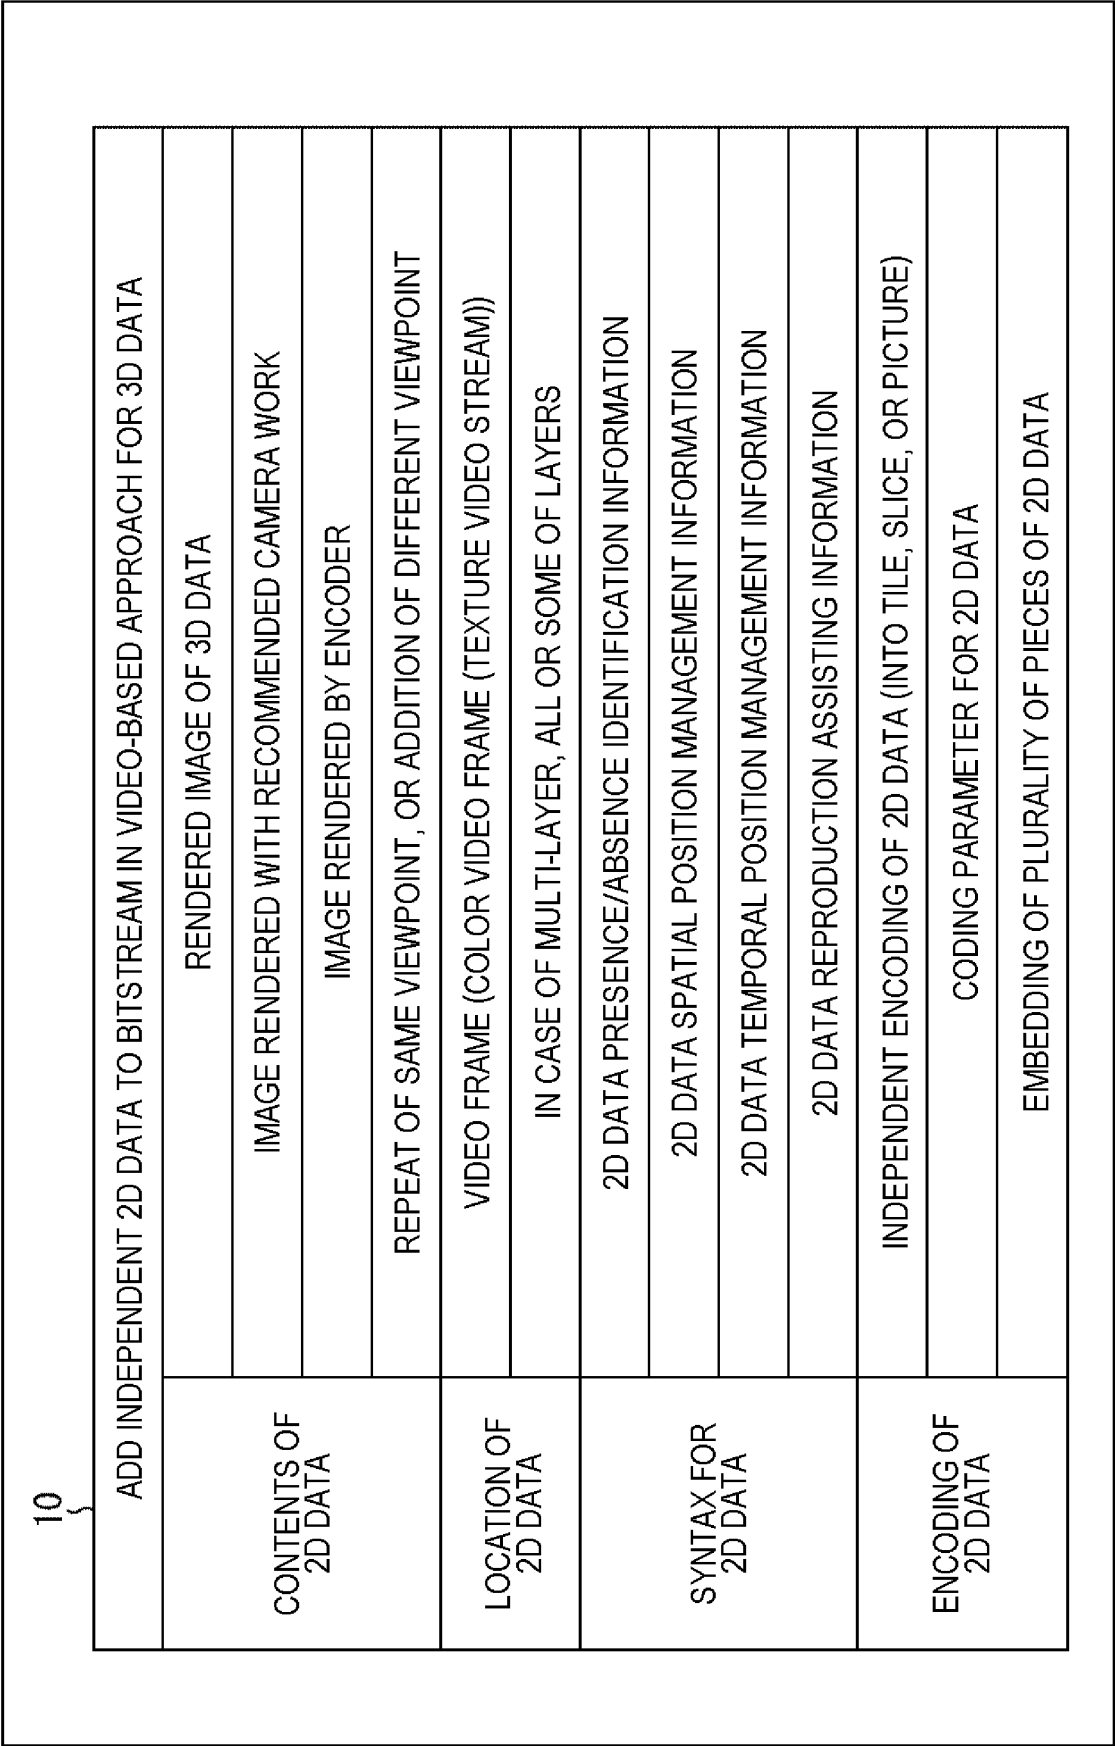 10
ADD INDEPENDENT 2D DATA TO BITSTREAM IN VIDEO-BASED APPROACH FOR 3D DATA
CONTENTS OF
2D DATA
RENDERED IMAGE OF 3D DATA
IMAGE RENDERED WITH RECOMMENDED CAMERA WORK
IMAGE RENDERED BY ENCODER
REPEAT OF SAME VIEWPOINT, OR ADDITION OF DIFFERENT VIEWPOINT
LOCATION OF
2D DATA
VIDEO FRAME (COLOR VIDEO FRAME (TEXTURE VIDEO STREAM))
IN CASE OF MULTI-LAYER, ALL OR SOME OF LAYERS
SYNTAX FOR
2D DATA
2D DATA PRESENCE/ABSENCE IDENTIFICATION INFORMATION
2D DATA SPATIAL POSITION MANAGEMENT INFORMATION
2D DATA TEMPORAL POSITION MANAGEMENT INFORMATION
2D DATA REPRODUCTION ASSISTING INFORMATION
ENCODING OF
2D DATA
INDEPENDENT ENCODING OF 2D DATA (INTO TILE, SLICE, OR PICTURE)
CODING PARAMETER FOR 2D DATA
EMBEDDING OF PLURALITY OF PIECES OF 2D DATA